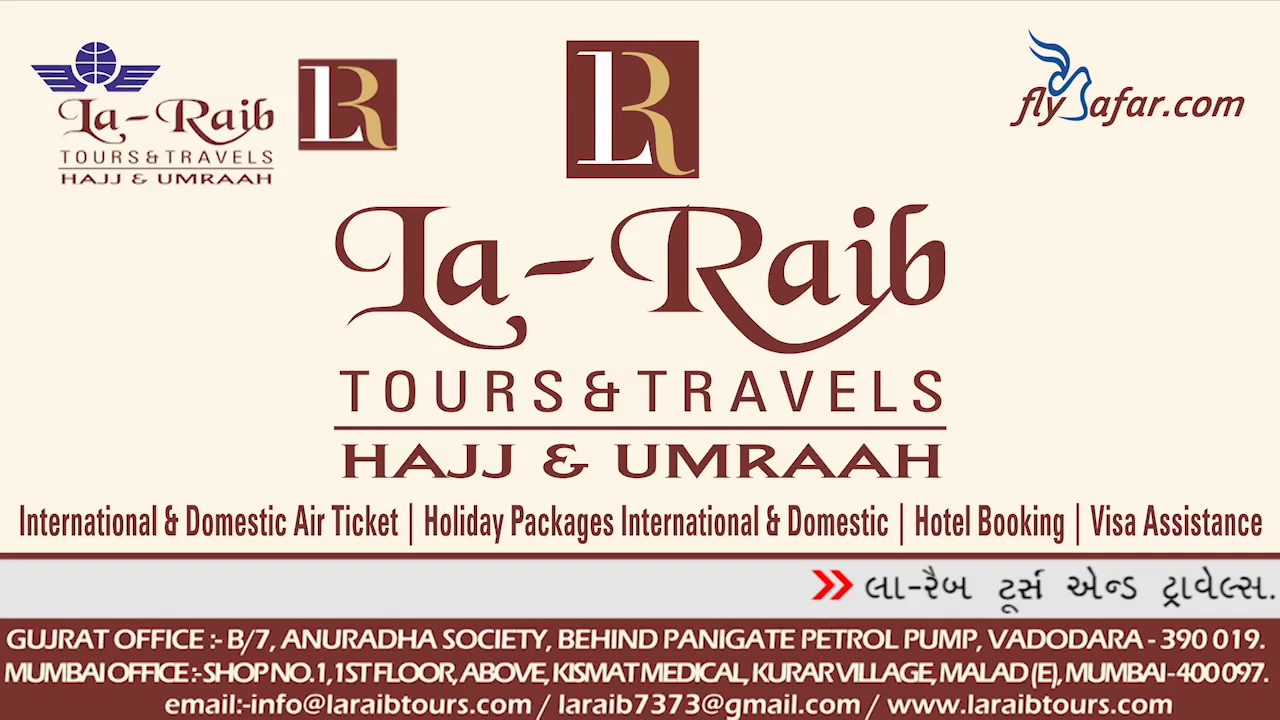 La-Raib
TOURS & TRAVELS
HAJJ & UMRAAH
LR
LR
flySafar.com
La-Raib
TOURS & TRAVELS
HAJJ & UMRAAH
International & Domestic Air Ticket | Holiday Packages International & Domestic | Hotel Booking | Visa Assistance
લા-રૈબ ટૂર્સ એન્ડ ટ્રાવેલ્સ.
GUJRAT OFFICE :- B/7, ANURADHA SOCIETY, BEHIND PANIGATE PETROL PUMP, VADODARA - 390 019.
MUMBAI OFFICE :- SHOP NO. 1, 1ST FLOOR, ABOVE, KISMAT MEDICAL, KURAR VILLAGE, MALAD (E), MUMBAI - 400 097.
email:-info@laraibtours.com / laraib7373@gmail.com / www.laraibtours.com